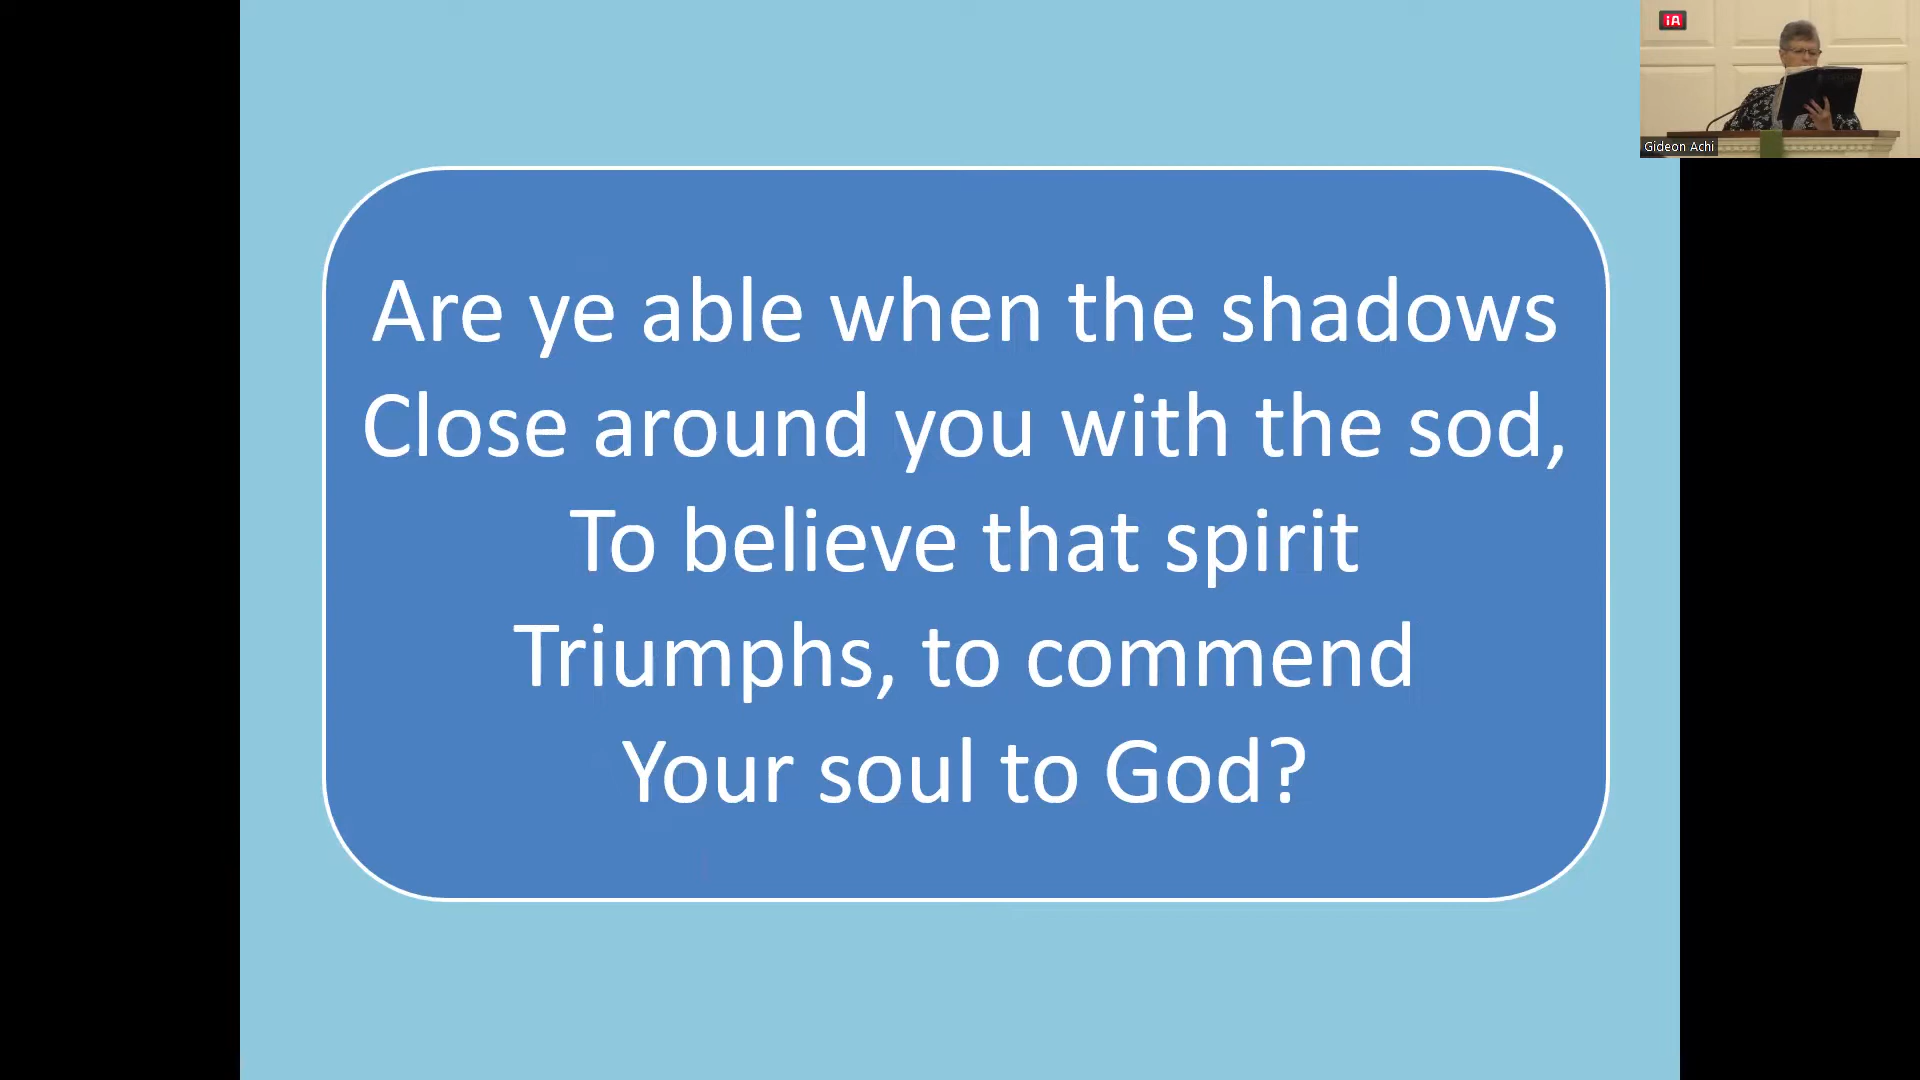 iA
Gideon Achi
Are ye able when the shadows
Close around you with the sod,
To believe that spirit
Triumphs, to commend
Your soul to God?